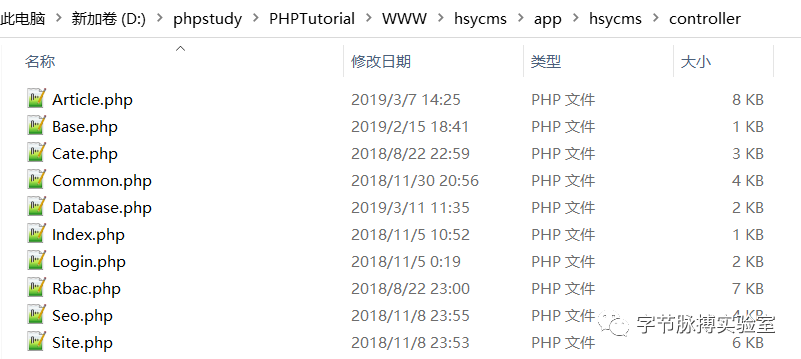 此电脑 > 新加卷 (D:) > phpstudy > PHPTutorial > WWW > hsycms > app > hsycms > controller
名称 修改日期 类型 大小
Article.php 2019/3/7 14:25 PHP 文件 8 KB
Base.php 2019/2/15 18:41 PHP 文件 1 KB
Cate.php 2018/8/22 22:59 PHP 文件 3 KB
Common.php 2018/11/30 20:56 PHP 文件 4 KB
Database.php 2019/3/11 11:35 PHP 文件 2 KB
Index.php 2018/11/5 10:52 PHP 文件 1 KB
Login.php 2018/11/5 0:19 PHP 文件 2 KB
Rbac.php 2018/8/22 23:00 PHP 文件 7 KB
Seo.php 2018/11/8 23:55 PHP 文件 4 KB
Site.php 2018/11/8 23:53 PHP 文件 6 KB
字节脉搏实验室